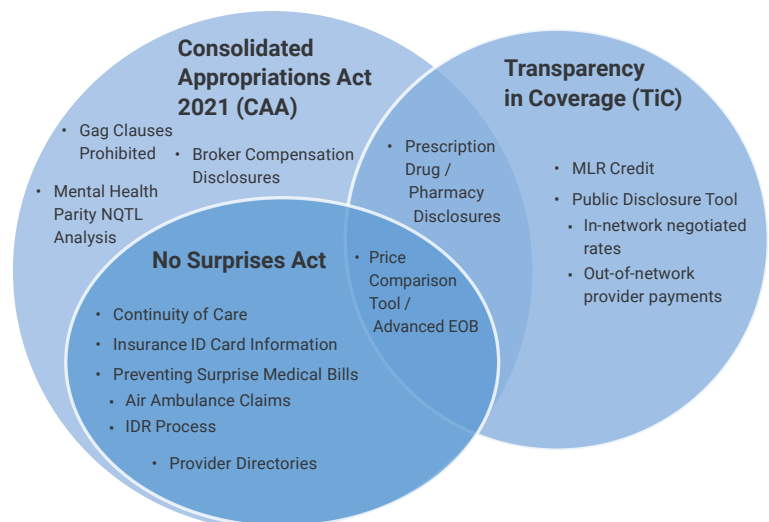 Consolidated
Appropriations Act
2021 (CAA)
• Gag Clauses
Prohibited
• Broker Compensation
Disclosures
• Mental Health
Parity NQTL
Analysis
No Surprises Act
• Continuity of Care
• Insurance ID Card Information
• Preventing Surprise Medical Bills
• Air Ambulance Claims
• IDR Process
• Provider Directories
• Prescription
Drug /
Pharmacy
Disclosures
• Price
Comparison
Tool /
Advanced EOB
Transparency
in Coverage (TiC)
• MLR Credit
• Public Disclosure Tool
• In-network negotiated
rates
• Out-of-network
provider payments